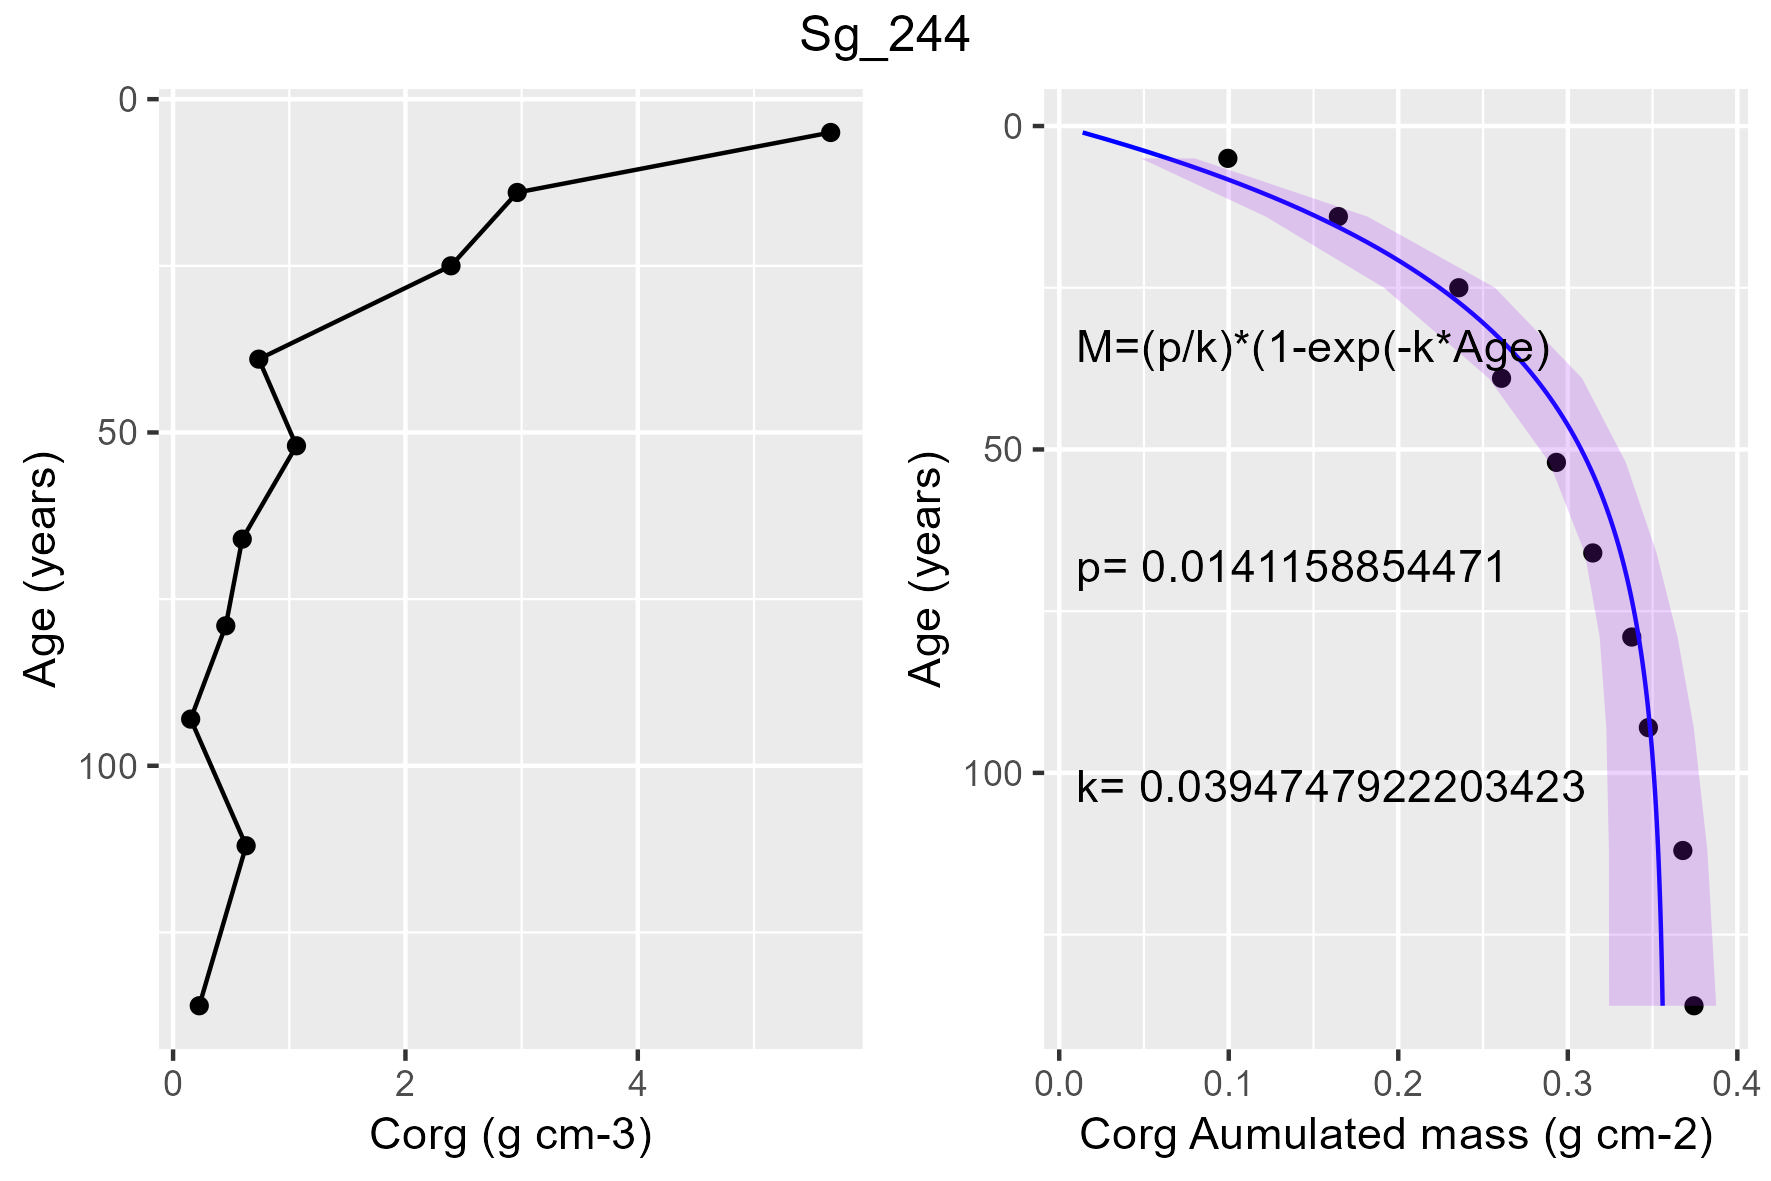 Sg_244
0
50
100
Age (years)
0
2
4
Corg (g cm-3)
0
50
100
Age (years)
M=(p/k)*(1-exp(-k*Age)
p= 0.0141158854471
k= 0.0394747922203423
0.0
0.1
0.2
0.3
0.4
Corg Aumulated mass (g cm-2)